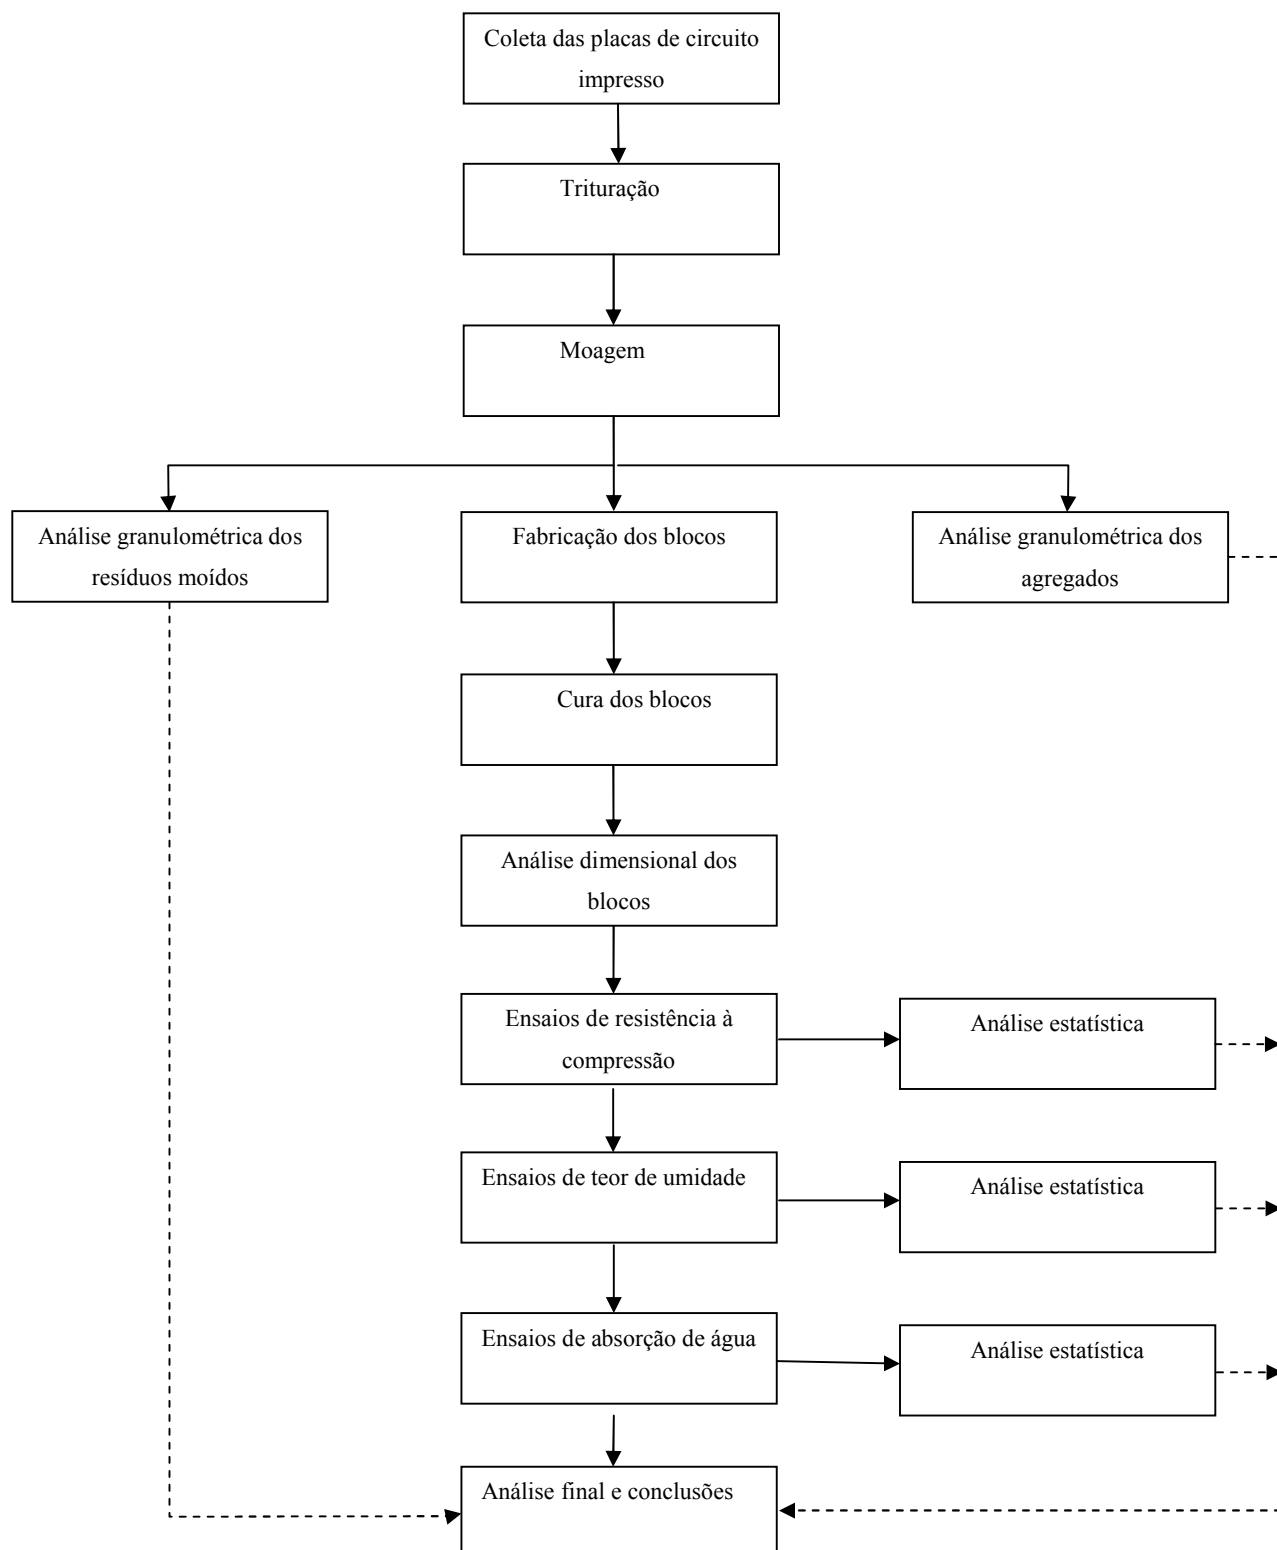 Coleta das placas de circuito
impresso
Trituração
Moagem
Análise granulométrica dos
resíduos moídos
Fabricação dos blocos
Análise granulométrica dos
agregados
Cura dos blocos
Análise dimensional dos
blocos
Ensaios de resistência à
compressão
Análise estatística
Ensaios de teor de umidade
Análise estatística
Ensaios de absorção de água
Análise estatística
Análise final e conclusões